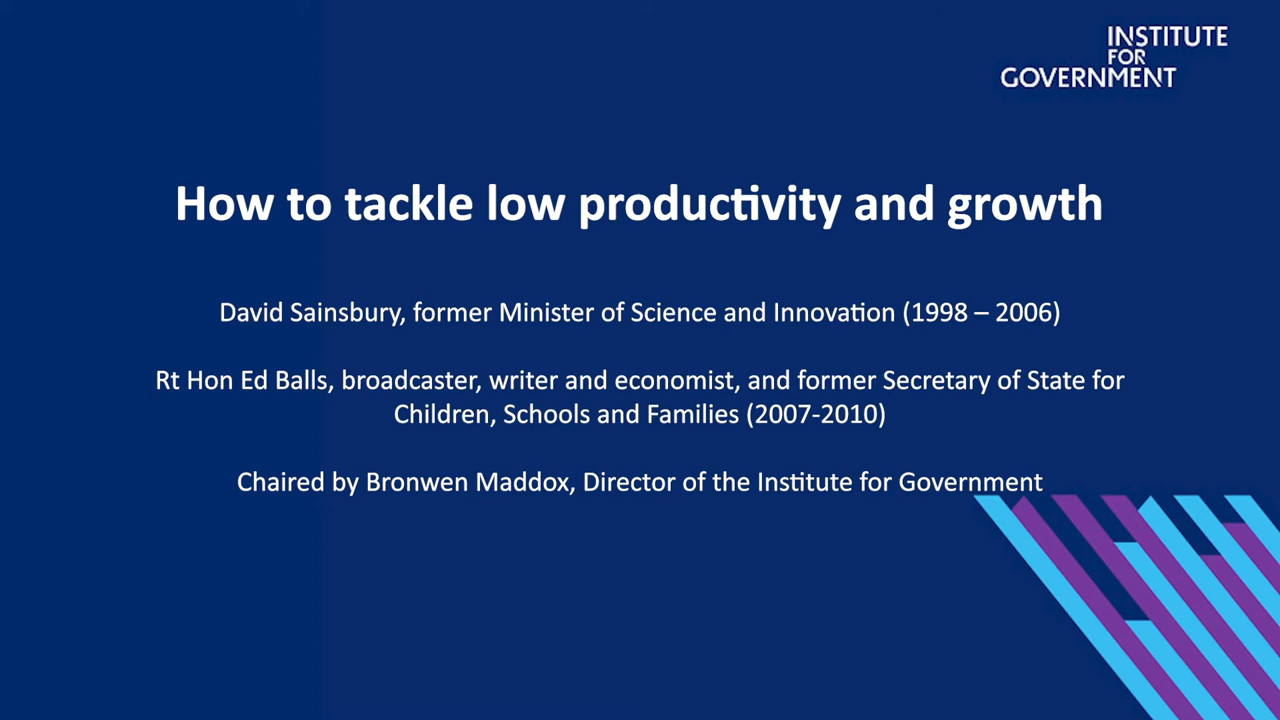 INSTITUTE
FOR
GOVERNMENT
How to tackle low productivity and growth
David Sainsbury, former Minister of Science and Innovation (1998 – 2006)
Rt Hon Ed Balls, broadcaster, writer and economist, and former Secretary of State for
Children, Schools and Families (2007-2010)
Chaired by Bronwen Maddox, Director of the Institute for Government